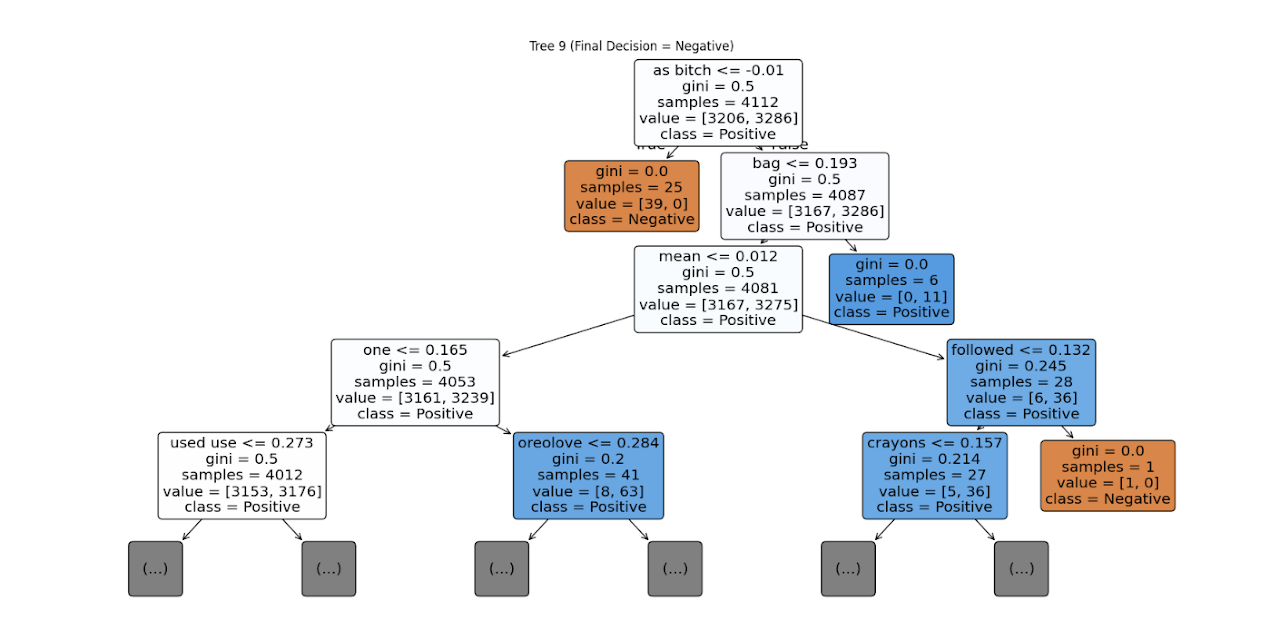 Tree 9 (Final Decision = Negative)
as bitch <= -0.01
gini = 0.5
samples = 4112
value = [3206, 3286]
class = Positive
True
False
gini = 0.0
samples = 25
value = [39, 0]
class = Negative
bag <= 0.193
gini = 0.5
samples = 4087
value = [3167, 3286]
class = Positive
mean <= 0.012
gini = 0.5
samples = 4081
value = [3167, 3275]
class = Positive
gini = 0.0
samples = 6
value = [0, 11]
class = Positive
one <= 0.165
gini = 0.5
samples = 4053
value = [3161, 3239]
class = Positive
followed <= 0.132
gini = 0.245
samples = 28
value = [6, 36]
class = Positive
used use <= 0.273
gini = 0.5
samples = 4012
value = [3153, 3176]
class = Positive
oreolove <= 0.284
gini = 0.2
samples = 41
value = [8, 63]
class = Positive
crayons <= 0.157
gini = 0.214
samples = 27
value = [5, 36]
class = Positive
gini = 0.0
samples = 1
value = [1, 0]
class = Negative
(...)
(...)
(...)
(...)
(...)
(...)